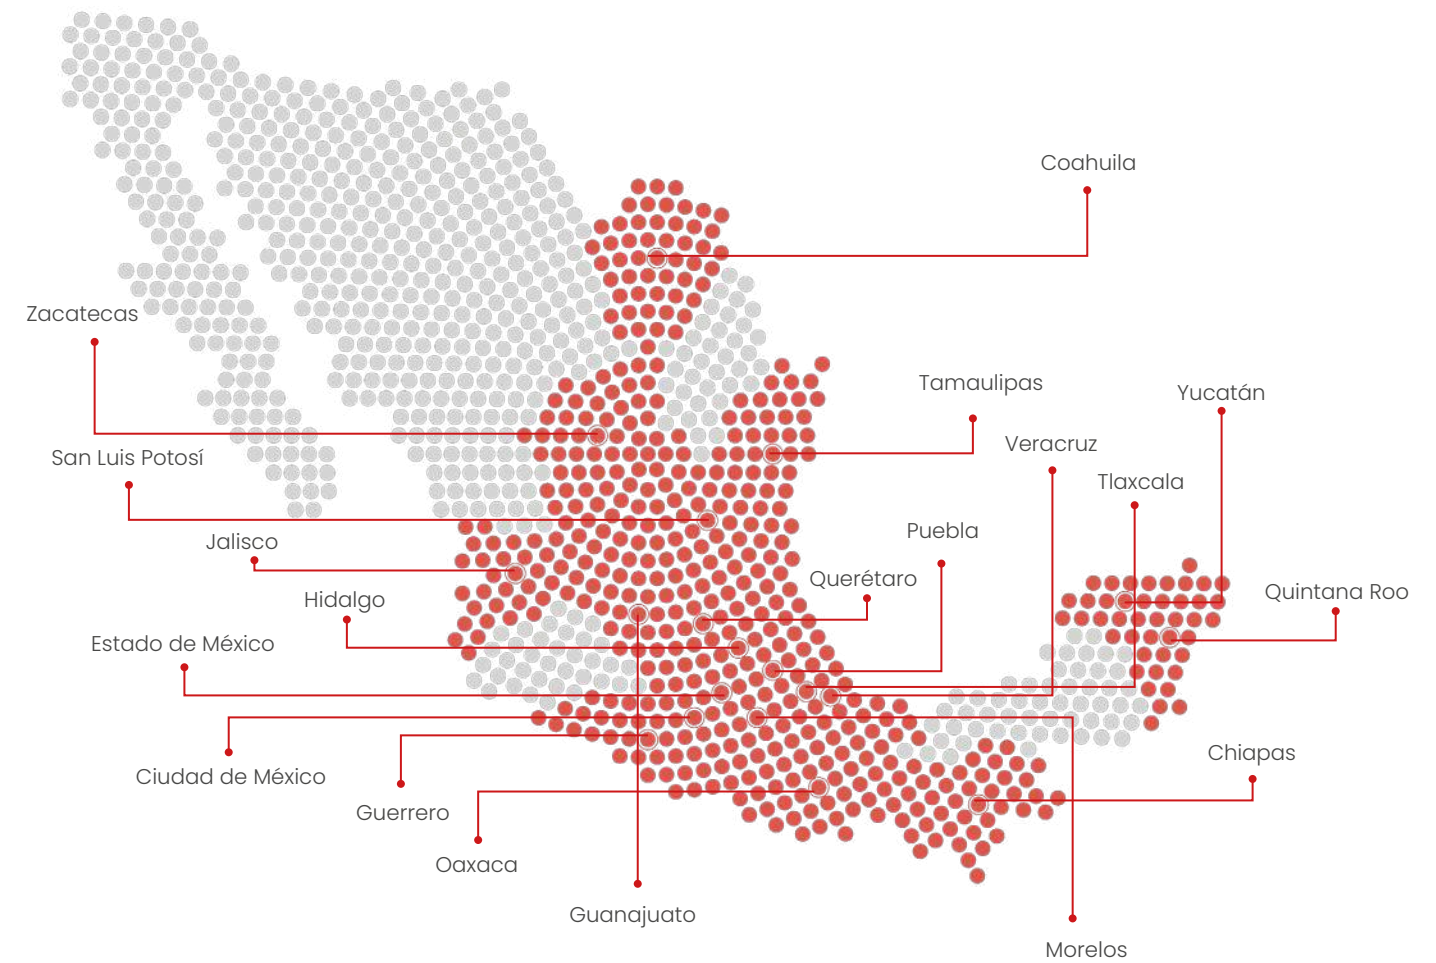 Coahuila
Zacatecas
Tamaulipas
Yucatán
Veracruz
San Luis Potosí
Tlaxcala
Puebla
Jalisco
Querétaro
Quintana Roo
Hidalgo
Estado de México
Chiapas
Ciudad de México
Guerrero
Oaxaca
Guanajuato
Morelos